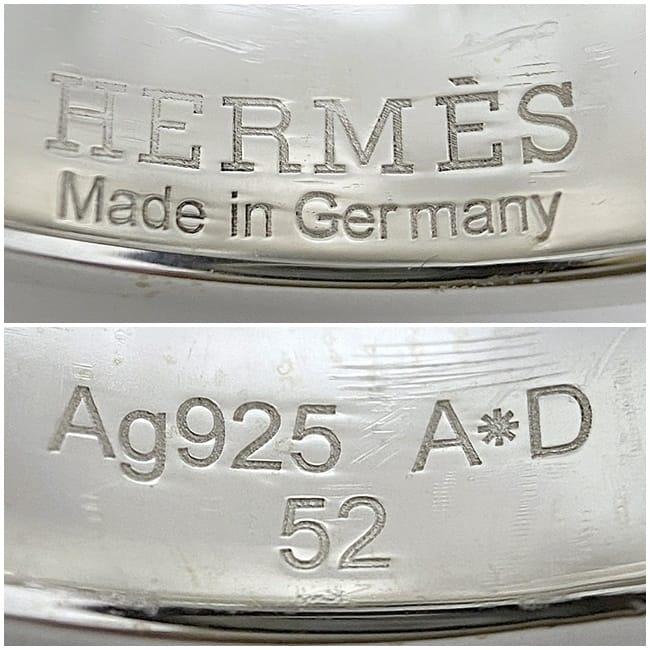 HERMÈS
Made in Germany
Ag925 A*D
52